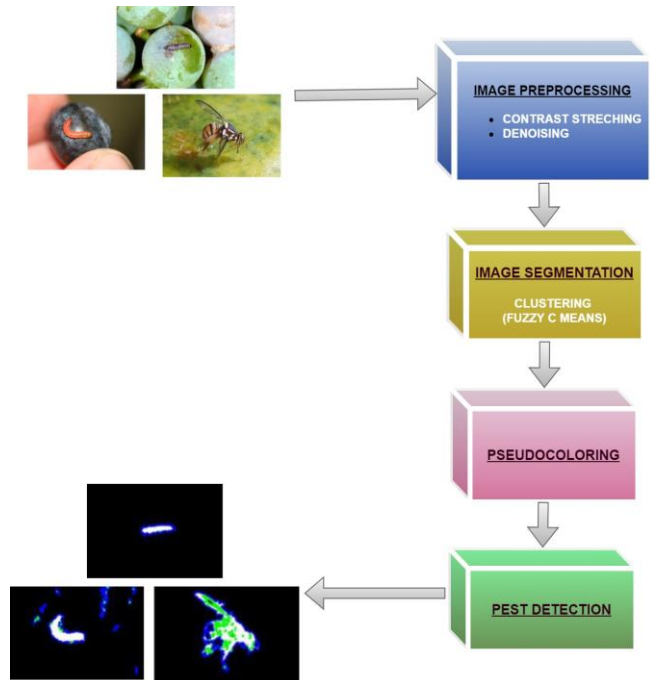 IMAGE PREPROCESSING
• CONTRAST STRECHING
• DENOISING
IMAGE SEGMENTATION
CLUSTERING
(FUZZY C MEANS)
PSEUDOCOLORING
PEST DETECTION